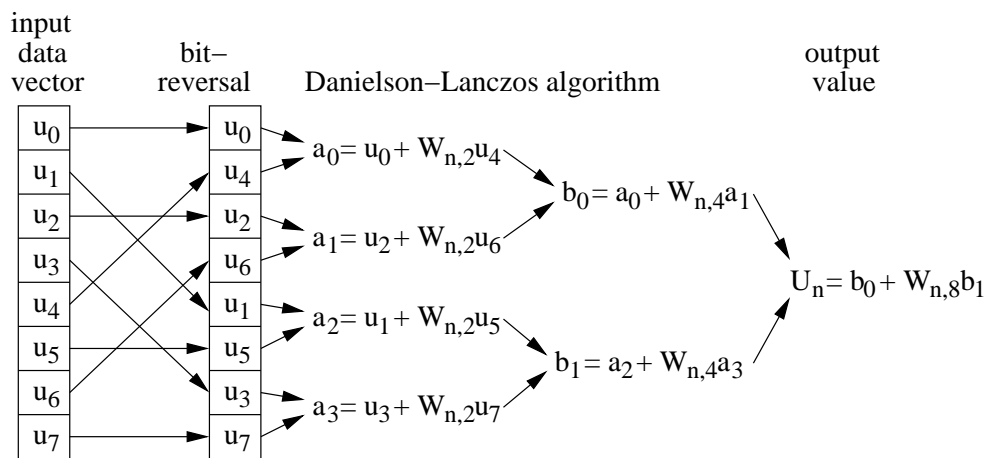 input
data
vector
bit−
reversal
Danielson−Lanczos algorithm
output
value
u0
u1
u2
u3
u4
u5
u6
u7
u0
u4
u2
u6
u1
u5
u3
u7
a0= u0+ Wn,2u4
a1= u2+ Wn,2u6
a2= u1+ Wn,2u5
a3= u3+ Wn,2u7
b0= a0+ Wn,4a1
b1= a2+ Wn,4a3
Un= b0+ Wn,8b1